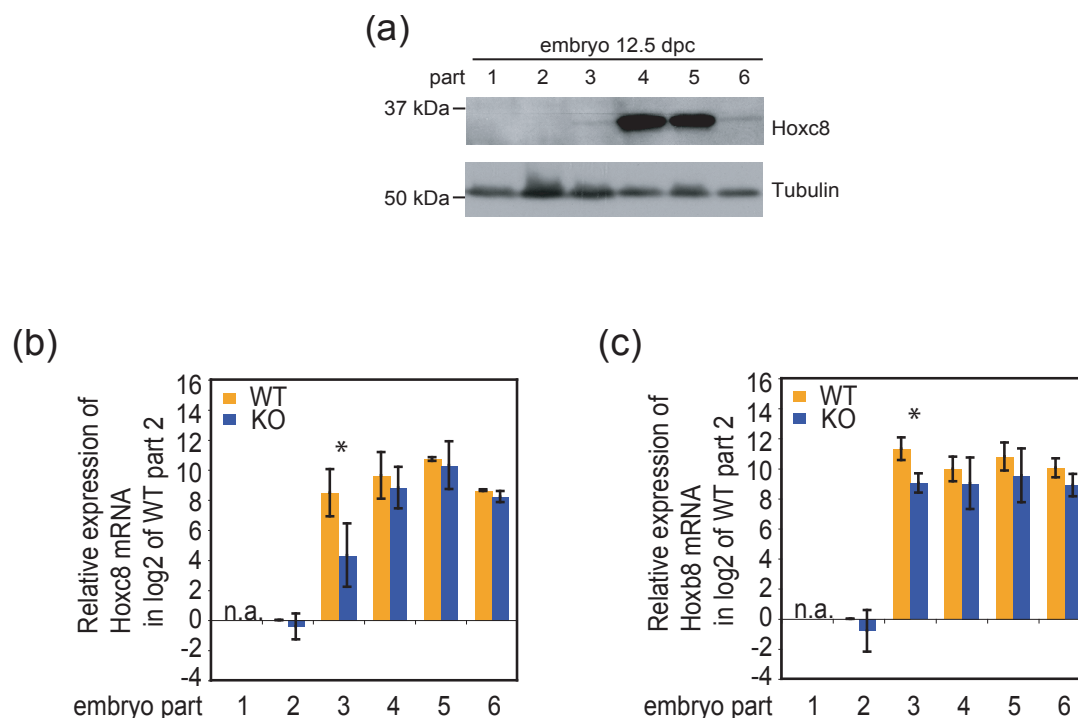 (a)
embryo 12.5 dpc
part 1 2 3 4 5 6
37 kDa
Hoxc8
50 kDa
Tubulin
(b)
Relative expression of
Hoxc8 mRNA
in log2 of WT part 2
16
14
12
10
8
6
4
2
0
-2
-4
WT
KO
*
n.a.
embryo part 1 2 3 4 5 6
(c)
Relative expression of
Hoxb8 mRNA
in log2 of WT part 2
16
14
12
10
8
6
4
2
0
-2
-4
WT
KO
*
n.a.
embryo part 1 2 3 4 5 6